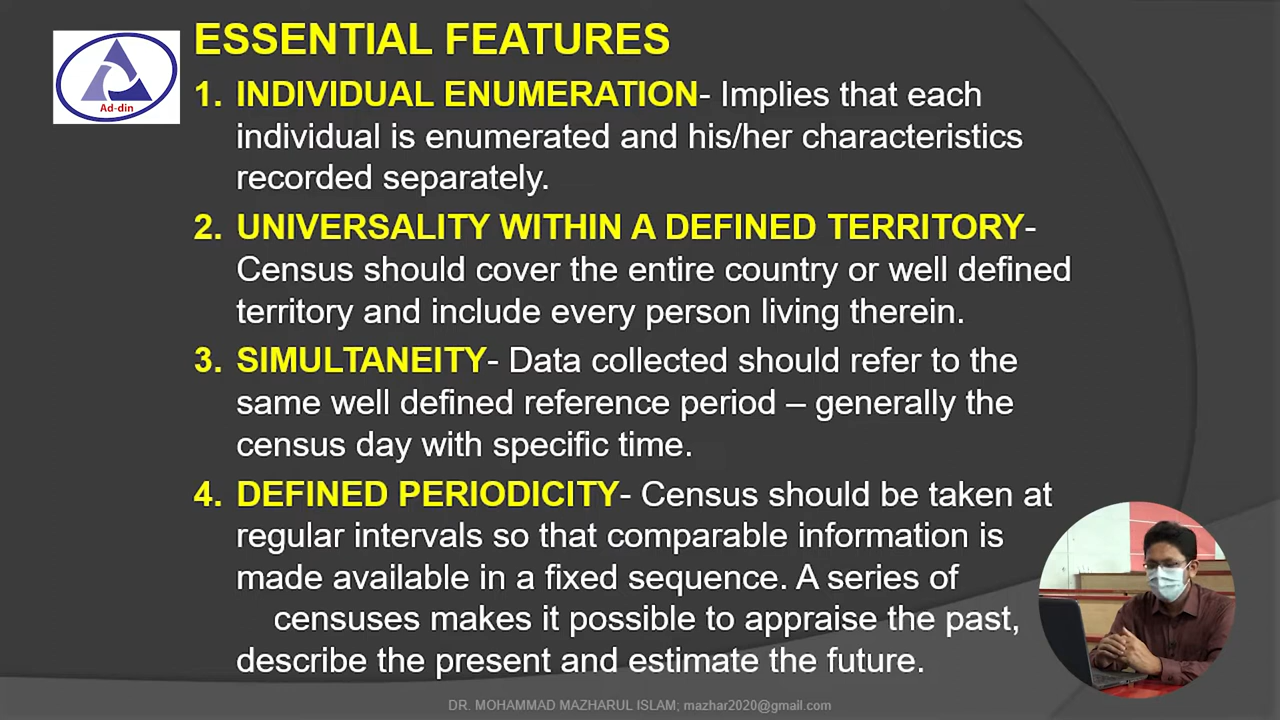 ESSENTIAL FEATURES
Ad-din
1. INDIVIDUAL ENUMERATION- Implies that each
individual is enumerated and his/her characteristics
recorded separately.
2. UNIVERSALITY WITHIN A DEFINED TERRITORY-
Census should cover the entire country or well defined
territory and include every person living therein.
3. SIMULTANEITY- Data collected should refer to the
same well defined reference period – generally the
census day with specific time.
4. DEFINED PERIODICITY- Census should be taken at
regular intervals so that comparable information is
made available in a fixed sequence. A series of
censuses makes it possible to appraise the past,
describe the present and estimate the future.
DR. MOHAMMAD MAZHARUL ISLAM; mazhar2020@gmail.com